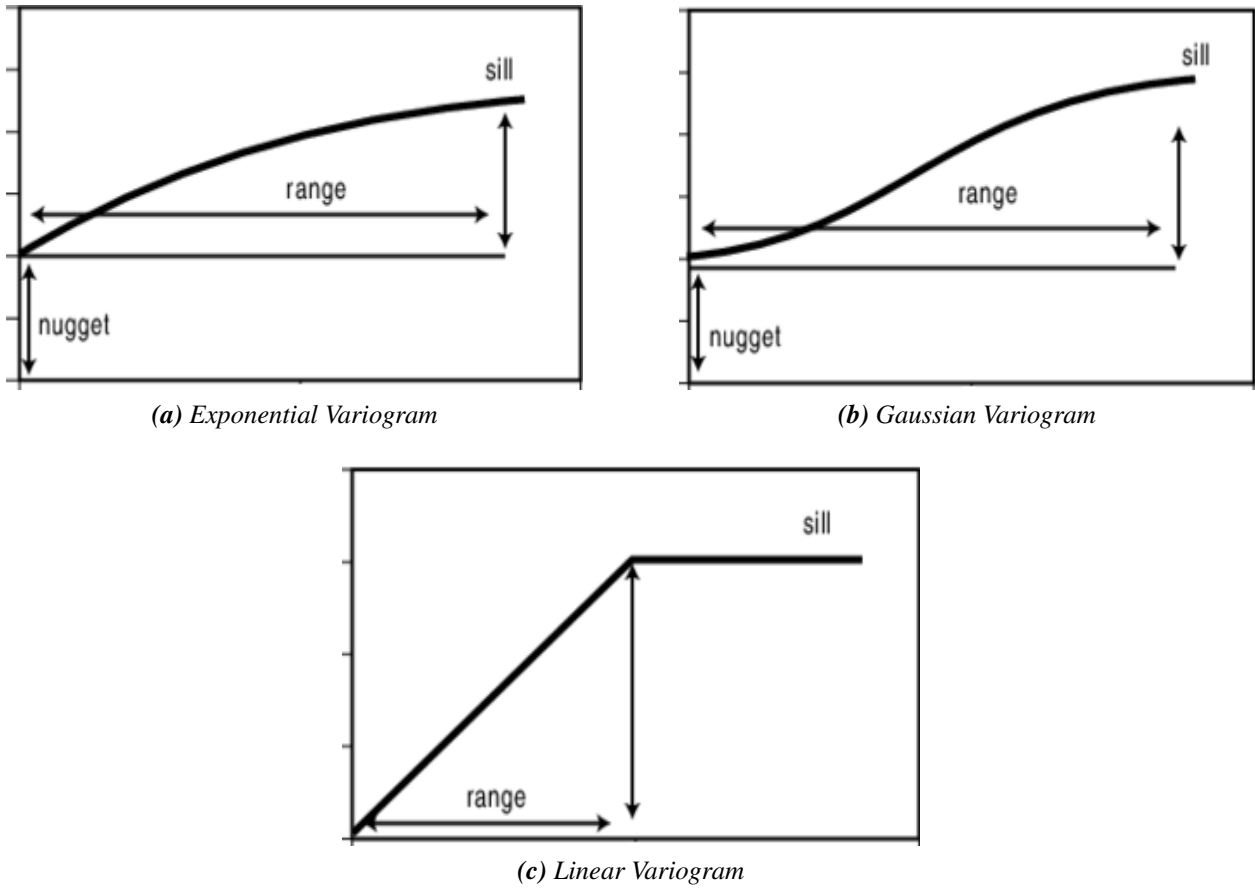 sill
range
nugget
(a) Exponential Variogram
sill
range
nugget
(b) Gaussian Variogram
sill
range
(c) Linear Variogram